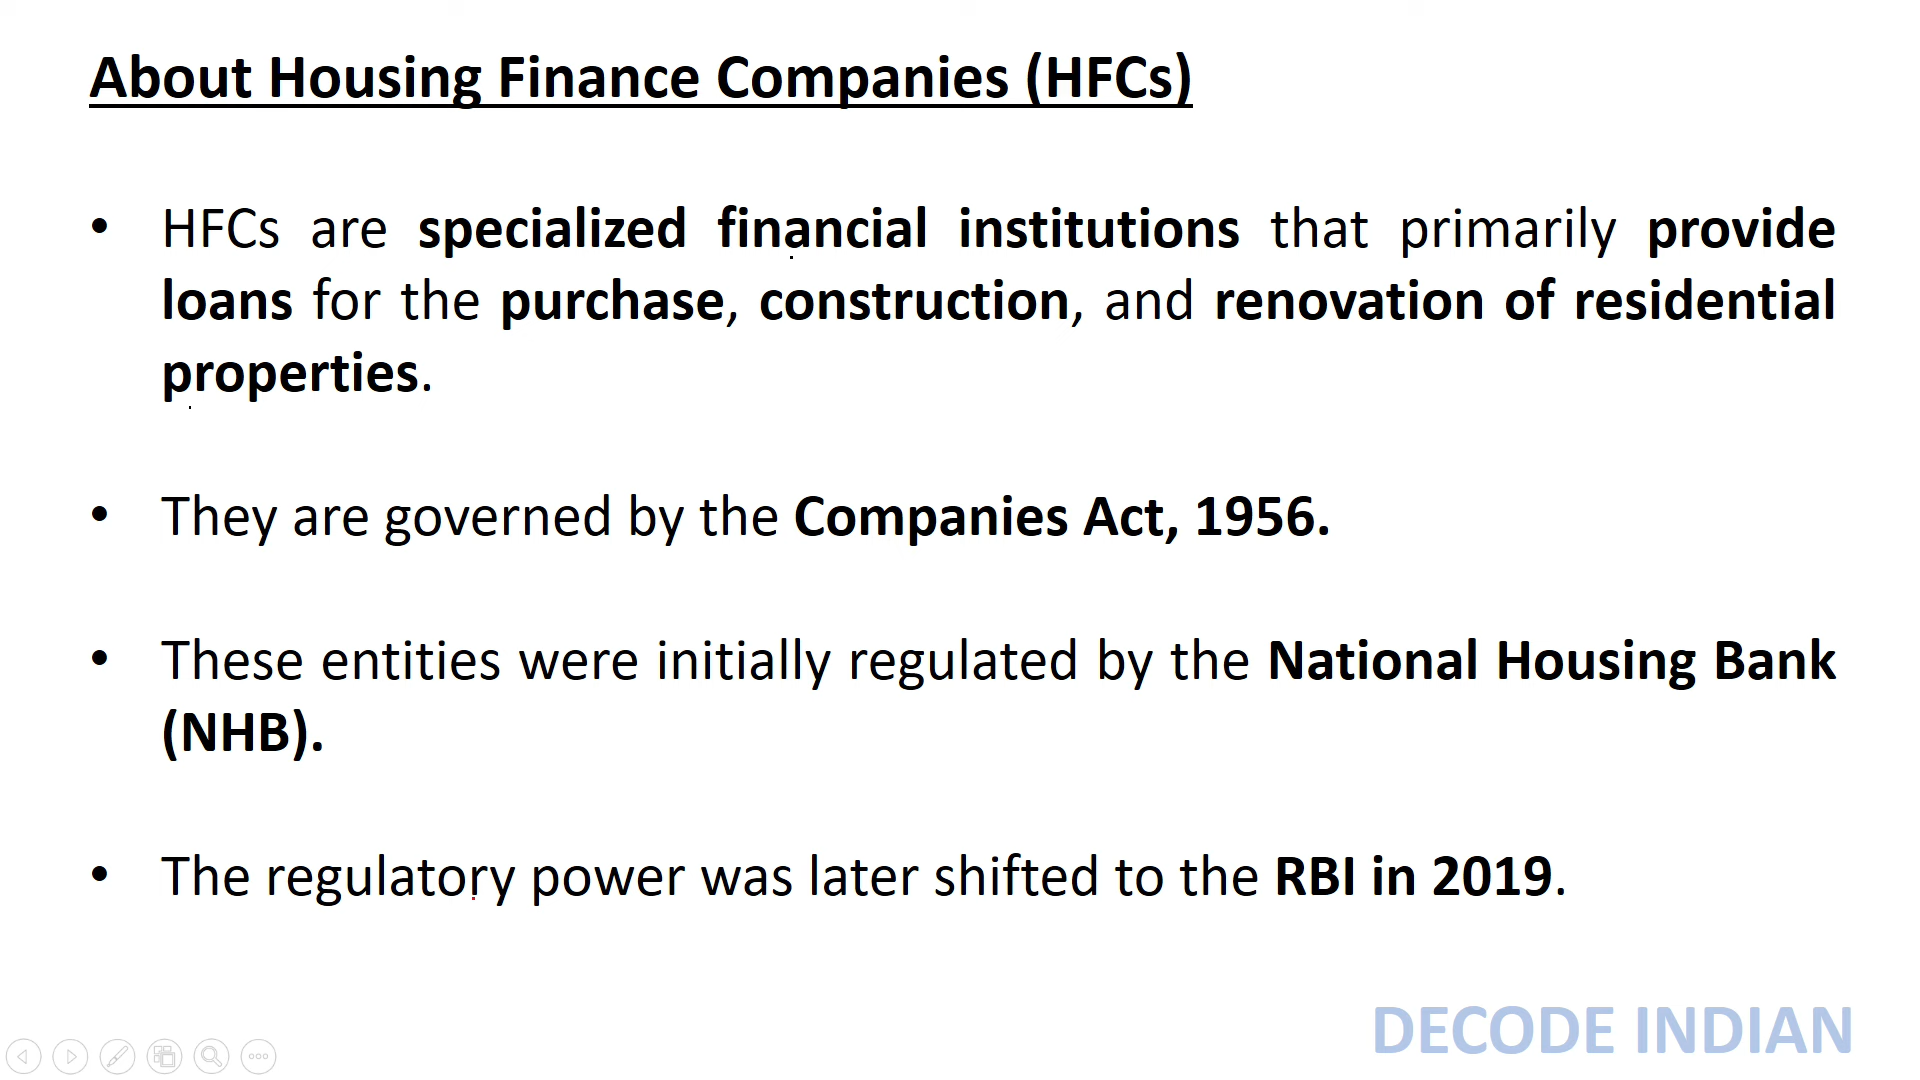 About Housing Finance Companies (HFCs)
• HFCs are specialized financial institutions that primarily provide
loans for the purchase, construction, and renovation of residential
properties.
• They are governed by the Companies Act, 1956.
• These entities were initially regulated by the National Housing Bank
(NHB).
• The regulatory power was later shifted to the RBI in 2019.
DECODE INDIAN